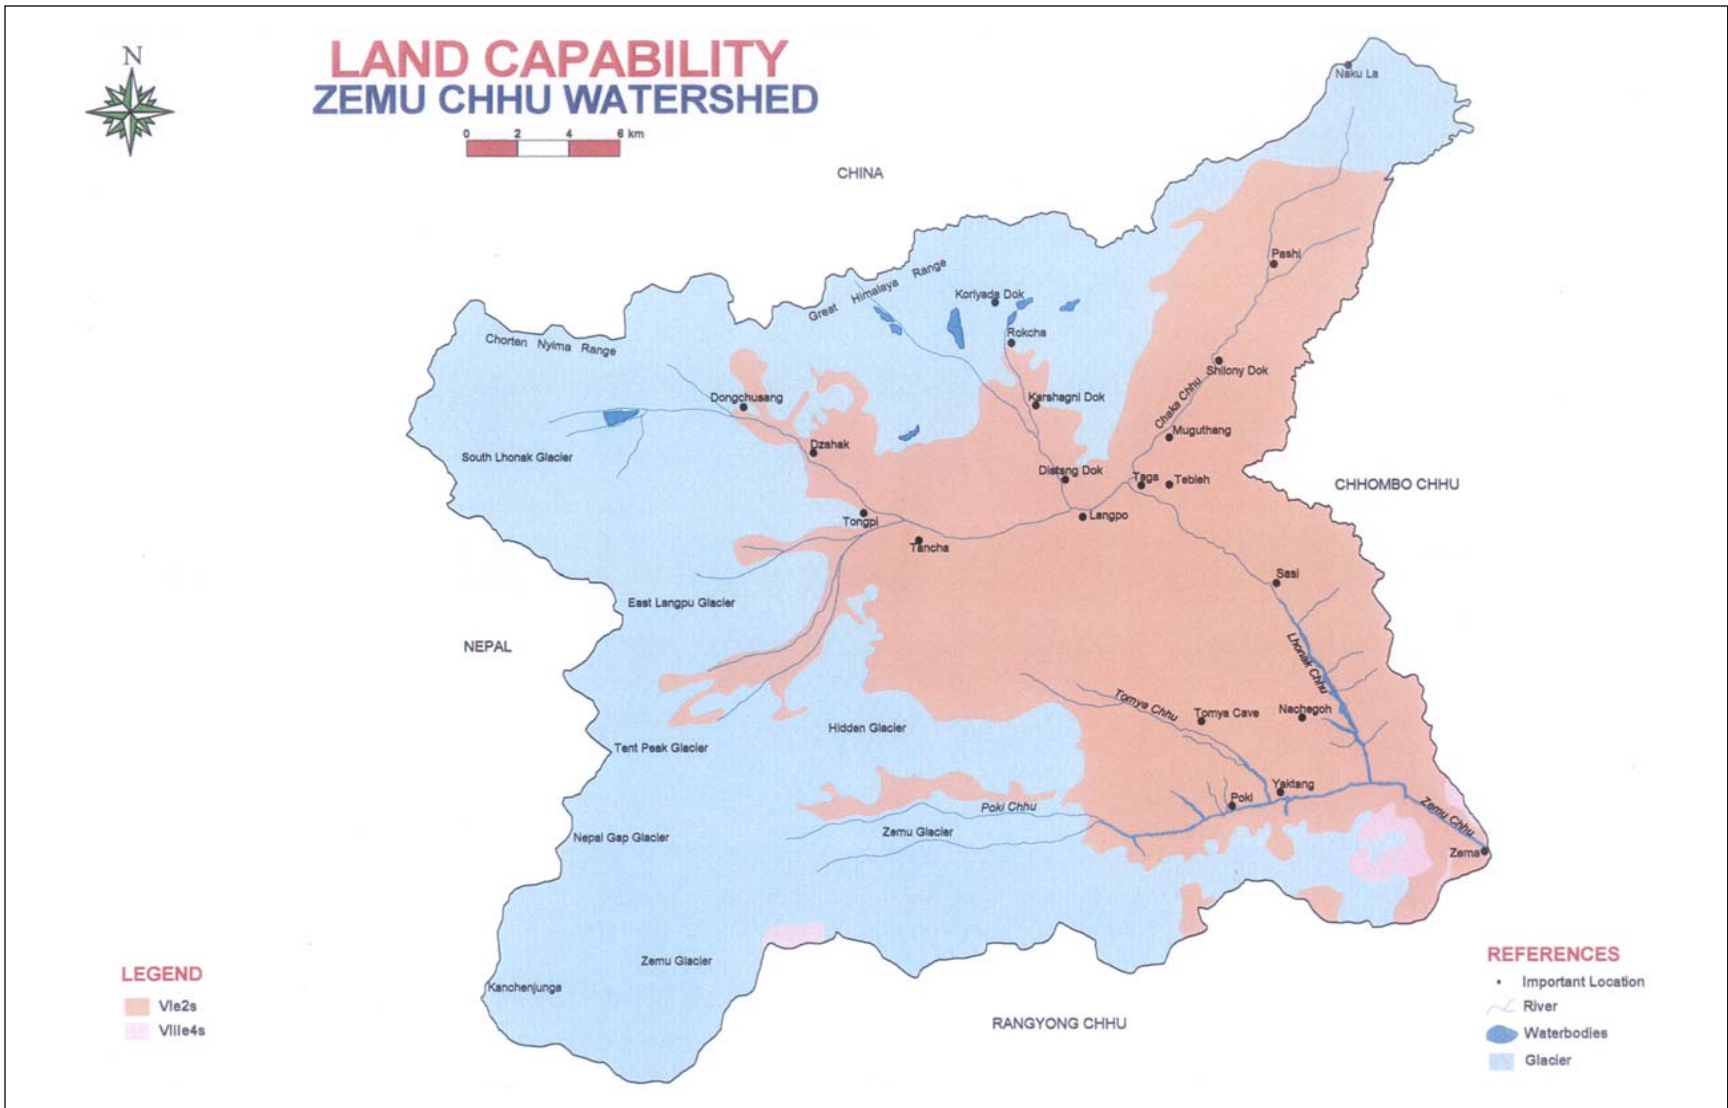 N
LAND CAPABILITY
ZEMU CHHU WATERSHED
0 2 4 6 km
CHINA
Naku La
Pashi
Great Himalaya Range
Koriyada Dok
Rokcha
Chorten Nyima Range
Shilony Dok
Chaka Chhu
Dongchusang
Karshagni Dok
Muguthang
Dzahak
South Lhonak Glacier
Distang Dok
Taga
Tebleh
CHHOMBO CHHU
Tongpi
Langpo
Tancha
Sasi
East Langpu Glacier
NEPAL
Lhonak Chhu
Tomya Chhu
Tomya Cave
Nachegoh
Hidden Glacier
Tent Peak Glacier
Yaktang
Poki
Poki Chhu
Zemu Chhu
Zemu Glacier
Nepal Gap Glacier
Zema
Zemu Glacier
Kanchenjunga
RANGYONG CHHU
LEGEND
VIe2s
VIIIe4s
REFERENCES
Important Location
River
Waterbodies
Glacier